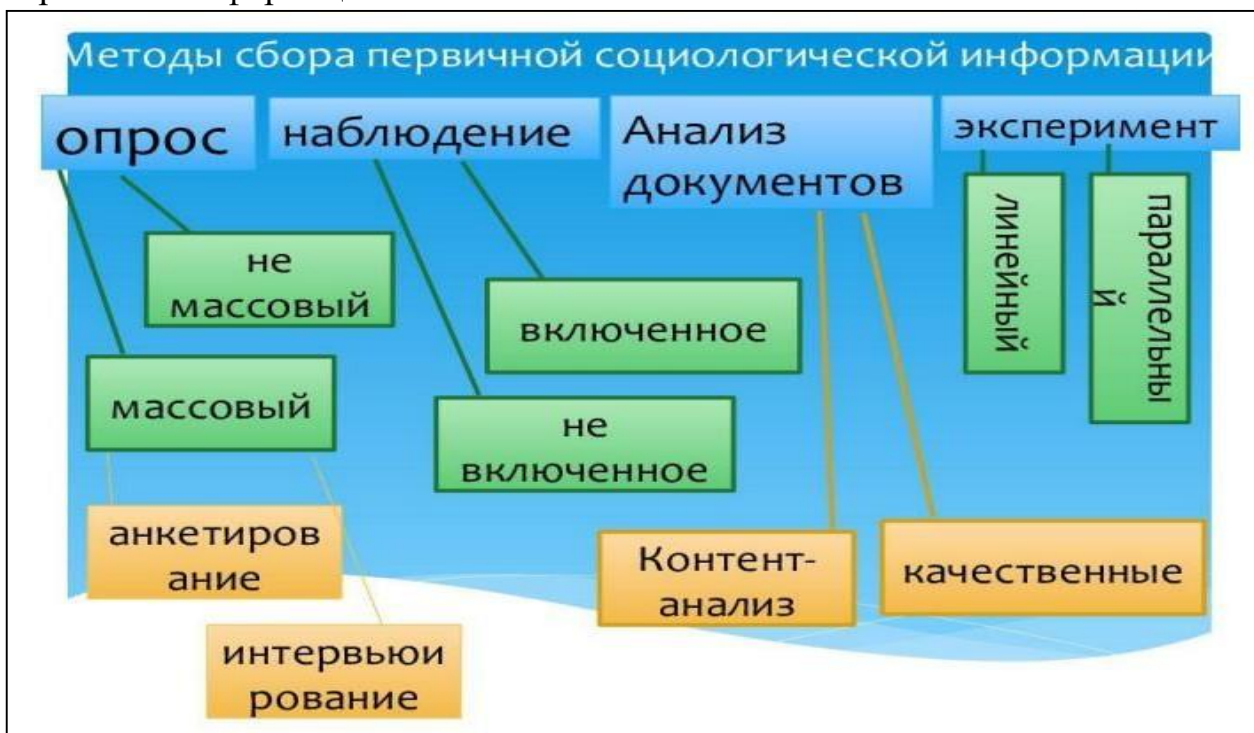 Методы сбора первичной социологической информации
опрос
наблюдение
Анализ
документов
эксперимент
линейный
параллельны
й
не
массовый
включенное
массовый
не
включенное
анкетиров
ание
Контент-
анализ
качественные
интервьюи
рование